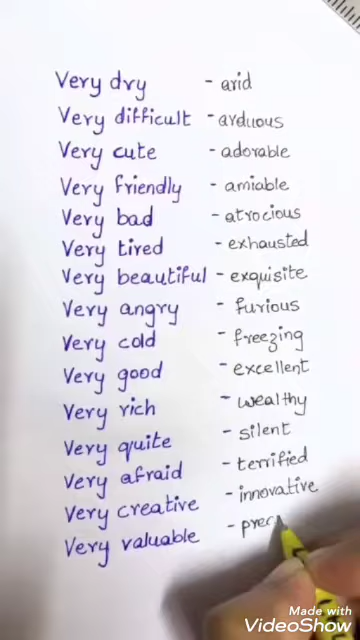 Very dry - arid
Very difficult - arduous
Very cute - adorable
Very friendly - amiable
Very bad - atrocious
Very tired - exhausted
Very beautiful - exquisite
Very angry - furious
Very cold - freezing
Very good - excellent
Very rich - wealthy
Very quite - silent
Very afraid - terrified
Very creative - innovative
Very valuable - prec
Made with
VideoShow